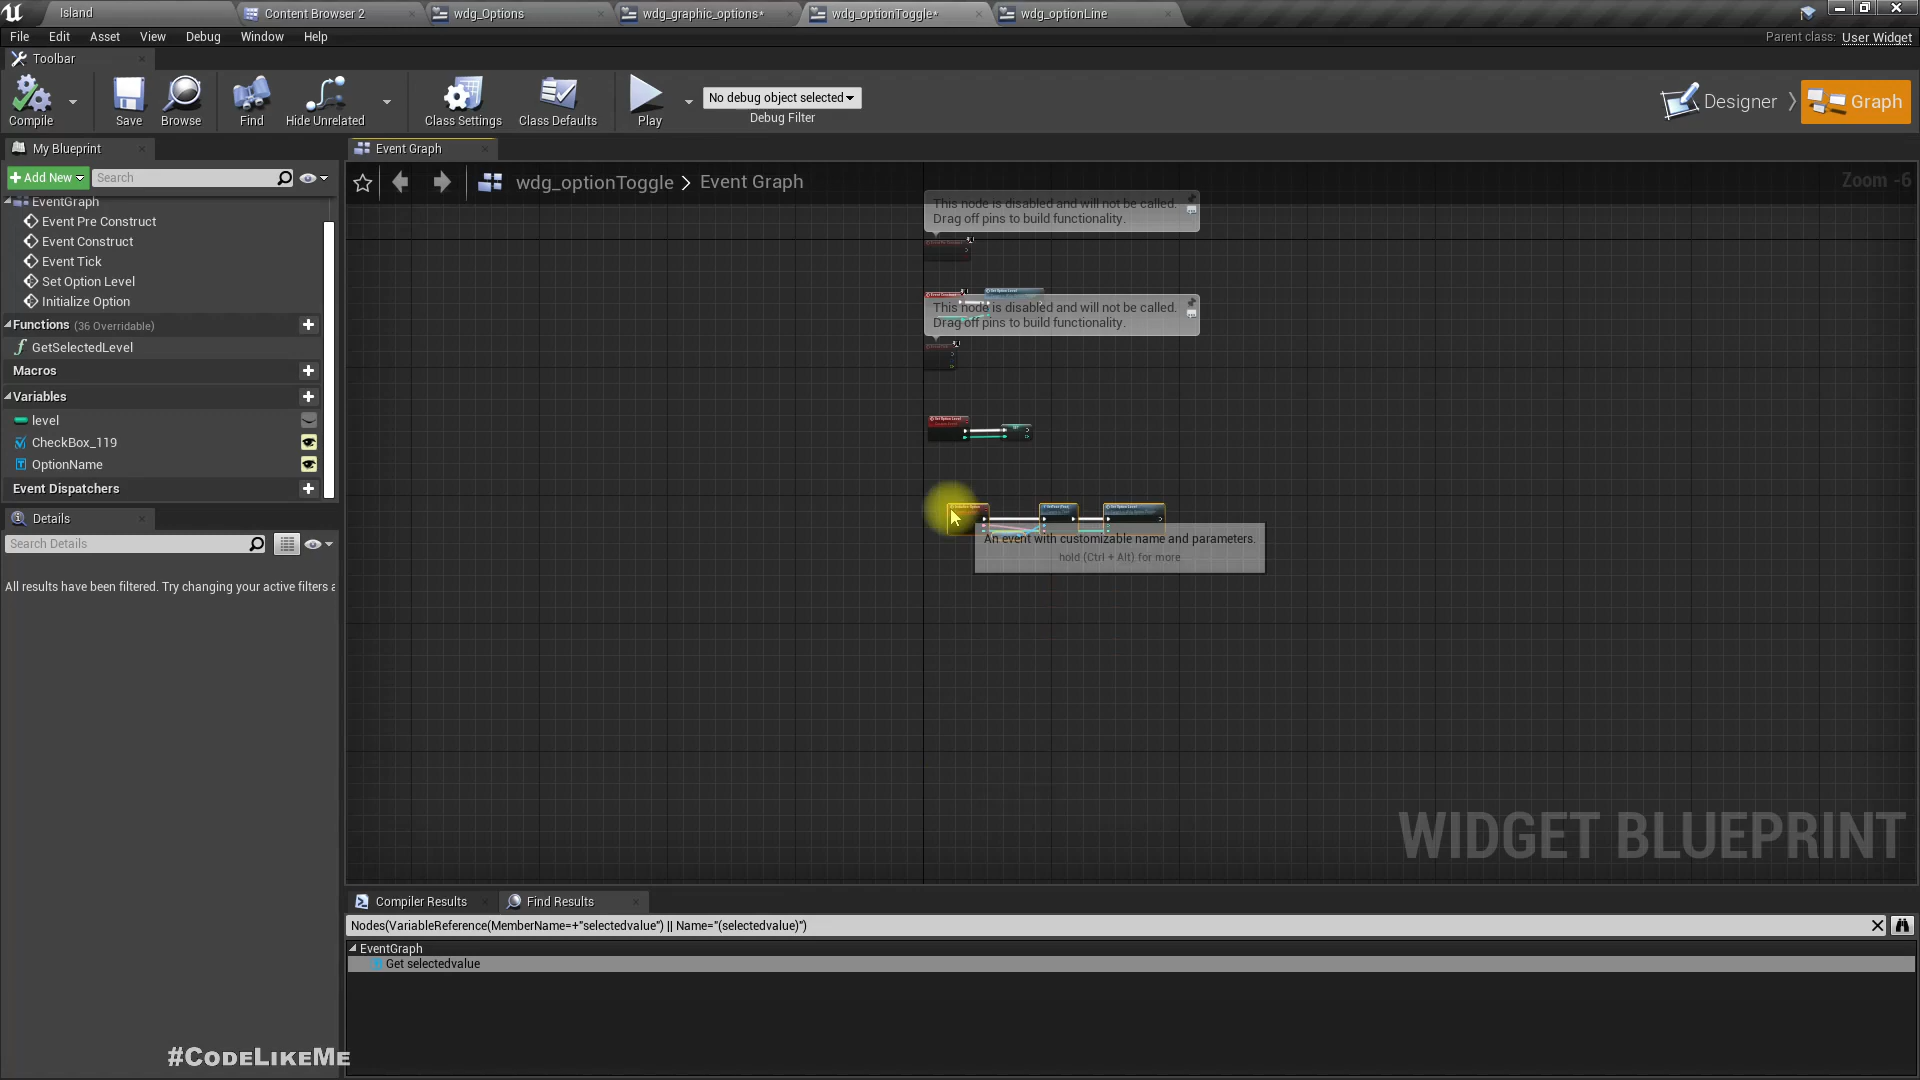 Island
Content Browser 2
wdg_Options
wdg_graphic_options*
wdg_optionToggle*
wdg_optionLine
File
Edit
Asset
View
Debug
Window
Help
Parent class:
User Widget
Toolbar
Compile
Save
Browse
Find
Hide Unrelated
Class Settings
Class Defaults
Play
No debug object selected
Debug Filter
Designer
Graph
My Blueprint
Add New
Search
EventGraph
Event Pre Construct
Event Construct
Event Tick
Set Option Level
Initialize Option
Functions (36 Overridable)
GetSelectedLevel
Macros
Variables
level
CheckBox_119
OptionName
Event Dispatchers
Details
Search Details
All results have been filtered. Try changing your active filters a
Event Graph
wdg_optionToggle > Event Graph
Zoom -6
This node is disabled and will not be called.
Drag off pins to build functionality.
This node is disabled and will not be called.
Drag off pins to build functionality.
An event with customizable name and parameters.
hold (Ctrl + Alt) for more
WIDGET BLUEPRINT
Compiler Results
Find Results
Nodes(VariableReference(MemberName=+"selectedvalue") || Name="(selectedvalue)")
EventGraph
Get selectedvalue
#CodeLikeMe